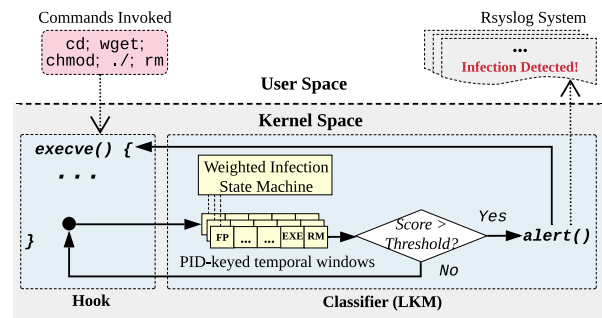 Commands Invoked
cd; wget;
chmod; ./; rm
Rsyslog System
...
Infection Detected!
User Space
Kernel Space
execve() {
...
}
Weighted Infection
State Machine
FP ... ... EXE RM
PID-keyed temporal windows
Score >
Threshold?
Yes
No
alert()
Hook
Classifier (LKM)